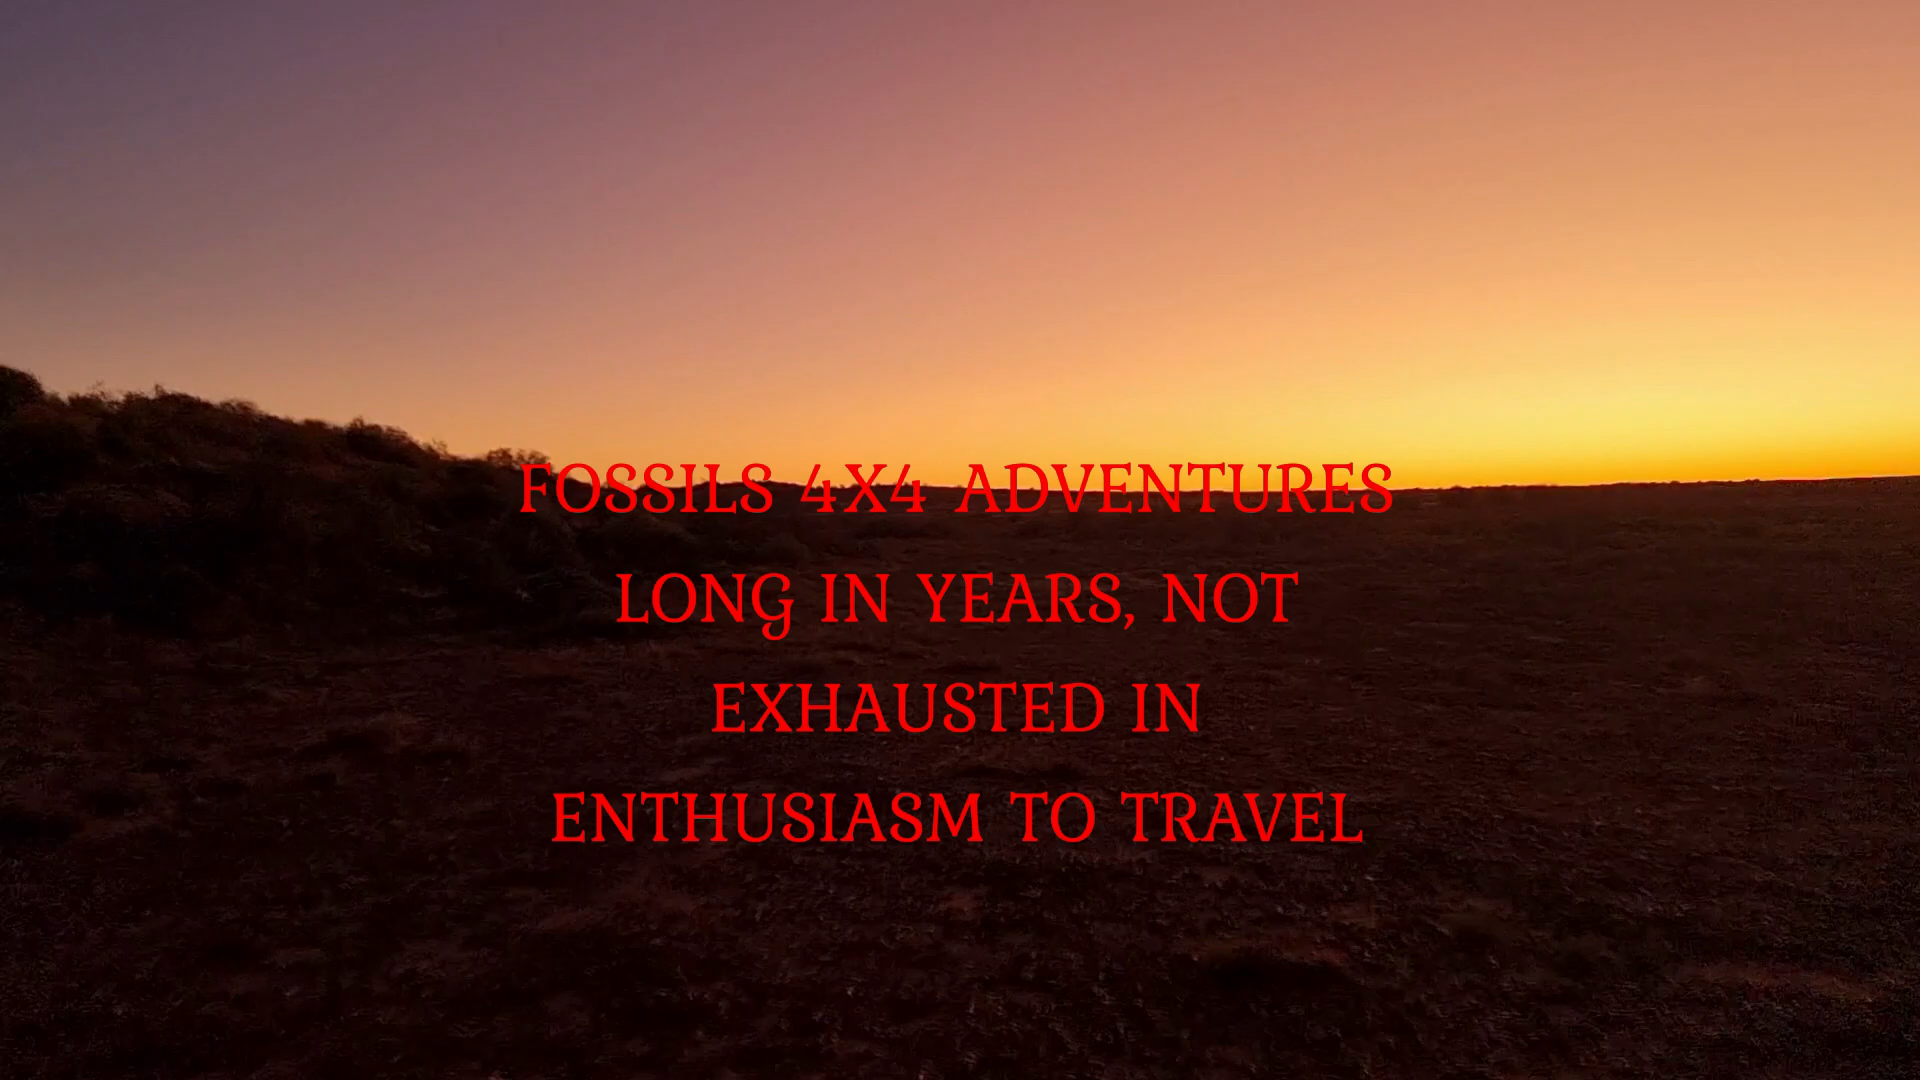 FOSSILS 4X4 ADVENTURES
LONG IN YEARS, NOT
EXHAUSTED IN
ENTHUSIASM TO TRAVEL